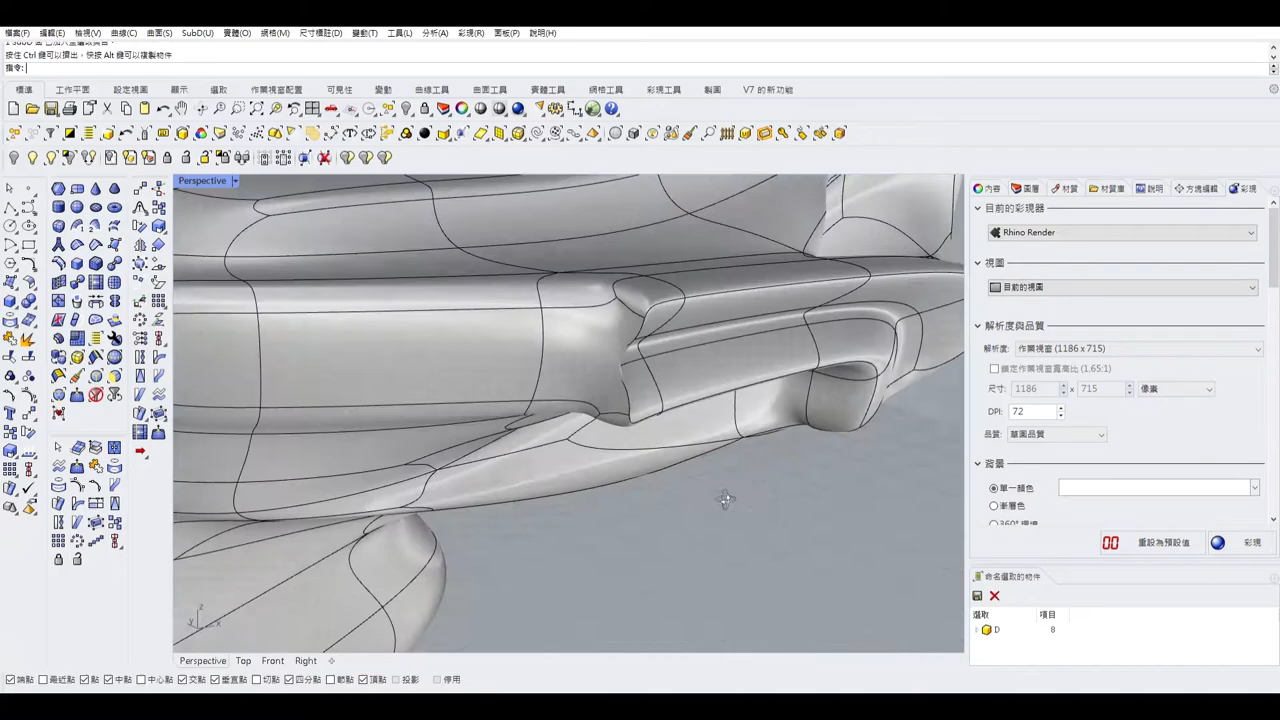 檔案(F) 編輯(E) 檢視(V) 曲線(C) 曲面(S) SubD(U) 實體(O) 網格(M) 尺寸標註(D) 變動(T) 工具(L) 分析(A) 彩現(R) 面板(P) 說明(H)
按住 Ctrl 鍵可以擠出，快按 Alt 鍵可以複製物件
指令:
標準 工作平面 設定視圖 顯示 選取 作業視窗配置 可見性 變動 曲線工具 曲面工具 實體工具 網格工具 彩現工具 製圖 V7 的新功能
Perspective
內容 圖層 材質 材質庫 說明 方塊編輯 彩現
目前的彩現器
Rhino Render
視圖
目前的視圖
解析度與品質
解析度: 作業視窗 (1186 x 715)
鎖定作業視窗寬高比 (1.65:1)
尺寸: 1186 x 715 像素
DPI: 72
品質: 草圖品質
背景
單一顏色
漸層色
重設為預設值 彩現
命名選取的物件
選取 項目
D 8
z
y x
Perspective Top Front Right
端點 最近點 點 中點 中心點 交點 垂直點 切點 四分點 節點 頂點 投影 停用